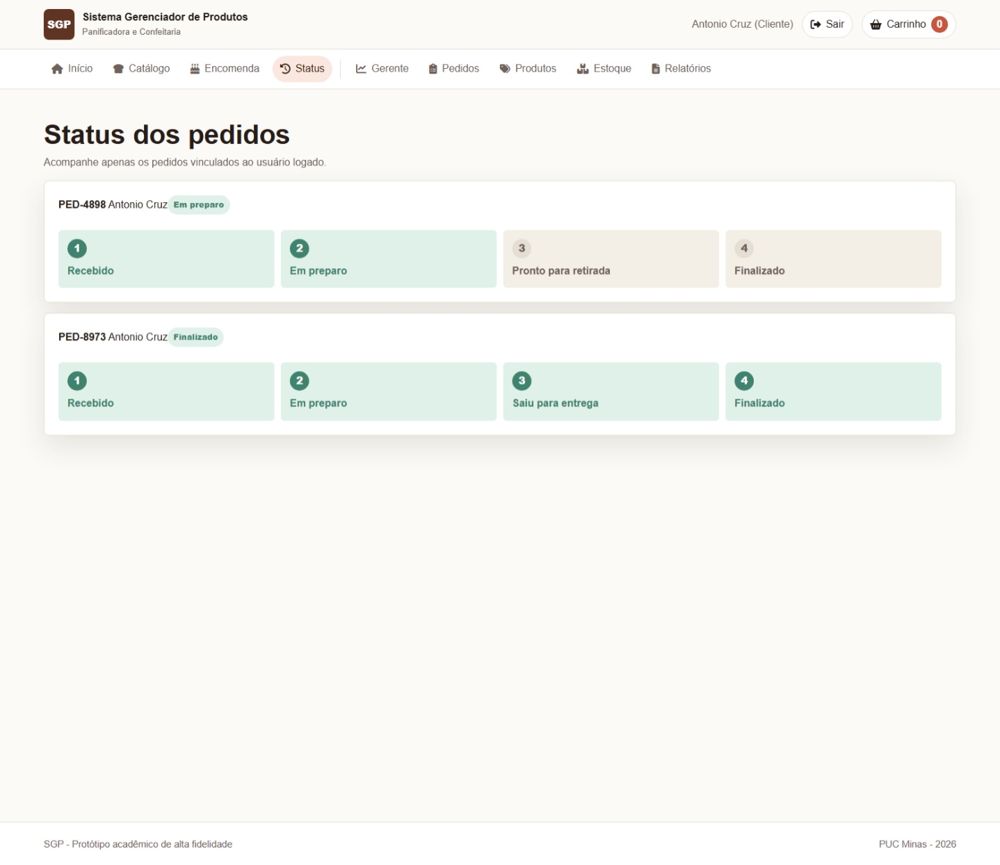 SGP
Sistema Gerenciador de Produtos
Panificadora e Confeitaria
Antonio Cruz (Cliente)
Sair
Carrinho 0
Início Catálogo Encomenda Status Gerente Pedidos Produtos Estoque Relatórios
Status dos pedidos
Acompanhe apenas os pedidos vinculados ao usuário logado.
PED-4898 Antonio Cruz Em preparo
1 Recebido
2 Em preparo
3 Pronto para retirada
4 Finalizado
PED-8973 Antonio Cruz Finalizado
1 Recebido
2 Em preparo
3 Saiu para entrega
4 Finalizado
SGP - Protótipo acadêmico de alta fidelidade
PUC Minas - 2026